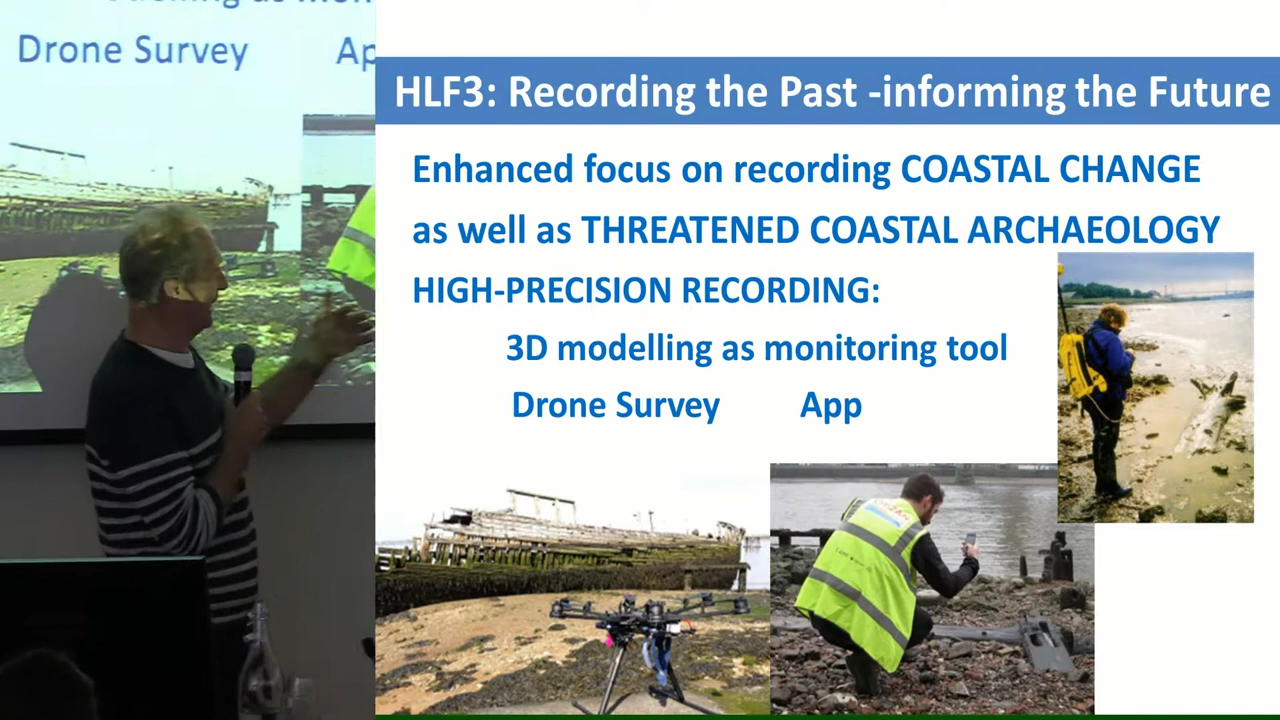 Drone Survey
HLF3: Recording the Past -informing the Future
Enhanced focus on recording COASTAL CHANGE
as well as THREATENED COASTAL ARCHAEOLOGY
HIGH-PRECISION RECORDING:
3D modelling as monitoring tool
Drone Survey App